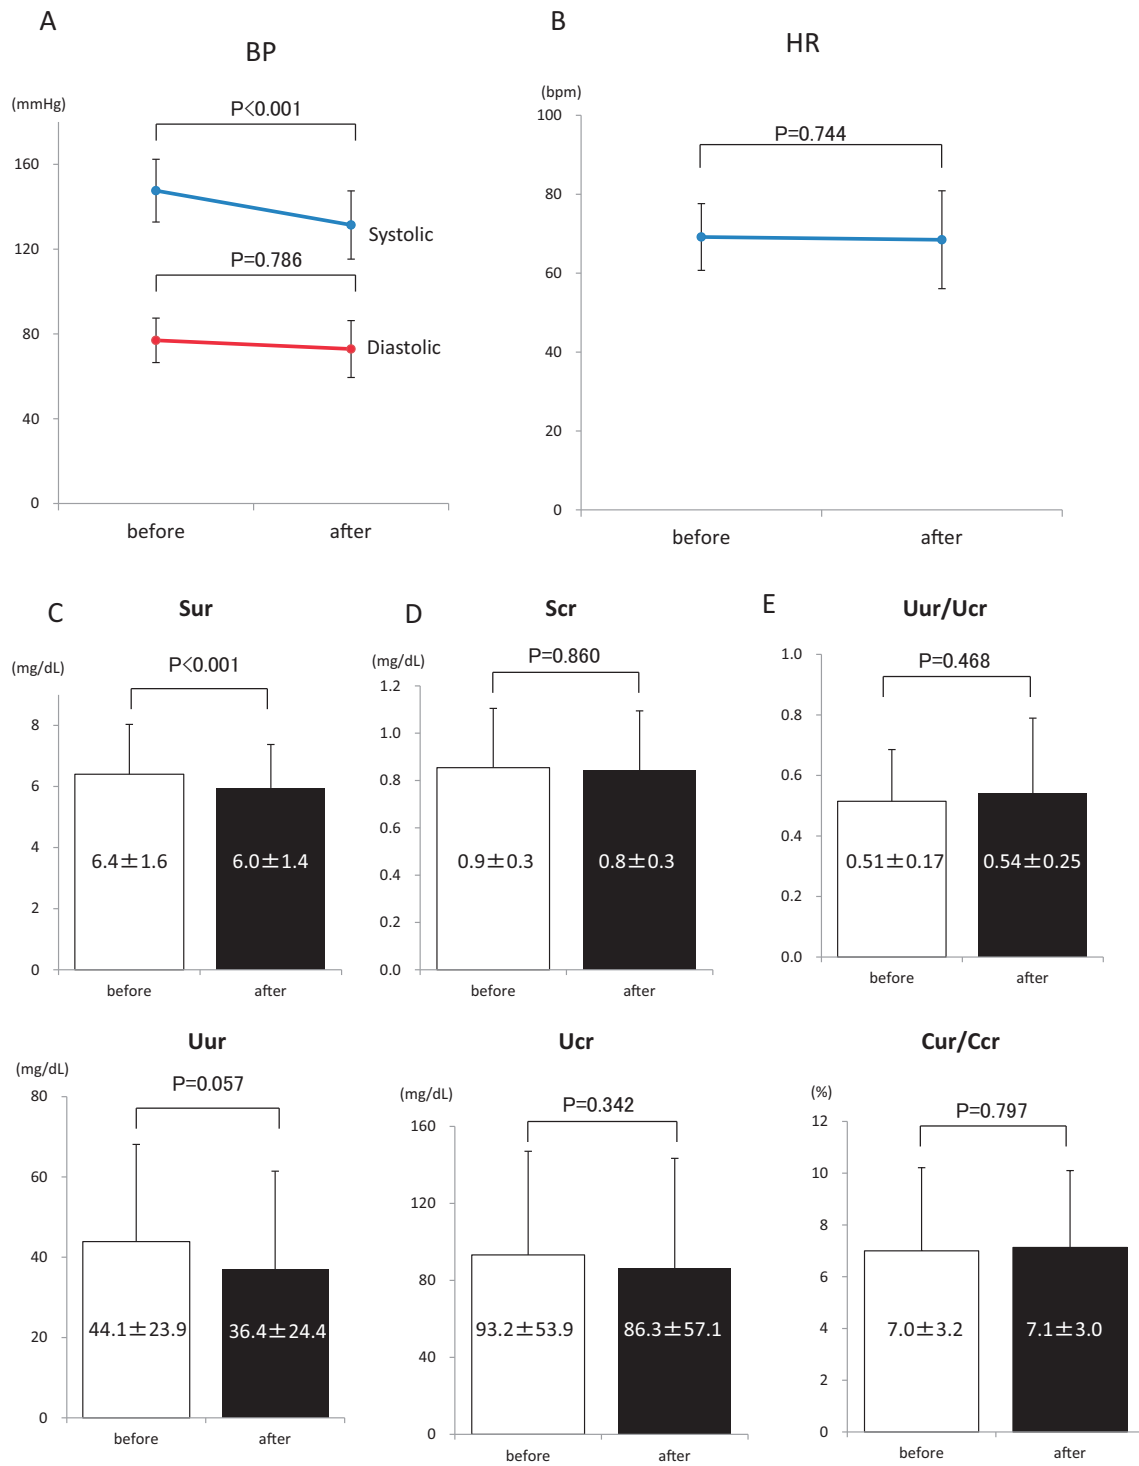 A
BP
(mmHg)
P<0.001
160
120
80
40
0
Systolic
P=0.786
Diastolic
before
after
B
HR
(bpm)
100
80
60
40
20
0
P=0.744
before
after
C
Sur
(mg/dL)
P<0.001
8
6
4
2
0
6.4±1.6
6.0±1.4
before
after
D
Scr
(mg/dL)
P=0.860
1.2
1.0
0.8
0.6
0.4
0.2
0.0
0.9±0.3
0.8±0.3
before
after
E
Uur/Ucr
1.0
0.8
0.6
0.4
0.2
0.0
P=0.468
0.51±0.17
0.54±0.25
before
after
Uur
(mg/dL)
P=0.057
80
60
40
20
0
44.1±23.9
36.4±24.4
before
after
Ucr
(mg/dL)
P=0.342
160
120
80
40
0
93.2±53.9
86.3±57.1
before
after
Cur/Ccr
(%)
P=0.797
12
10
8
6
4
2
0
7.0±3.2
7.1±3.0
before
after